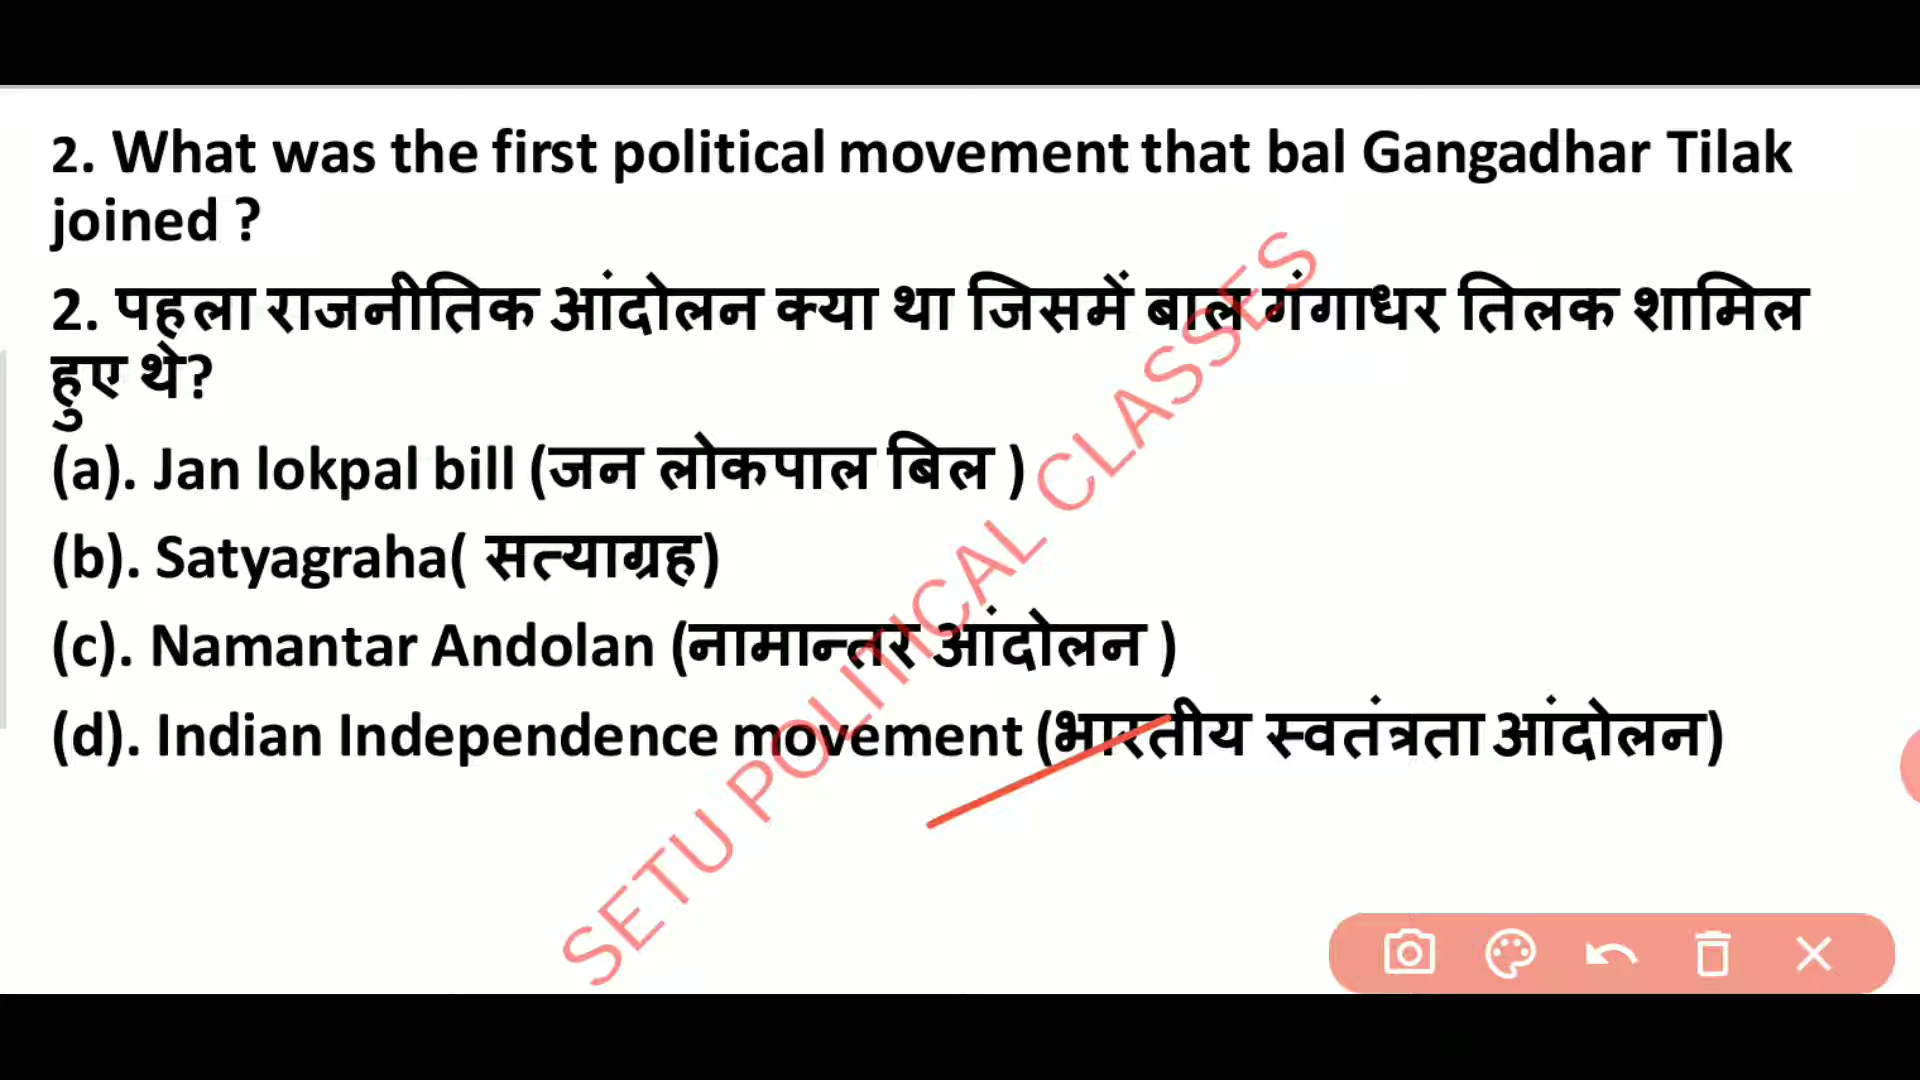 2. What was the first political movement that bal Gangadhar Tilak
joined ?
2. पहला राजनीतिक आंदोलन क्या था जिसमें बाल गंगाधर तिलक शामिल
हुए थे?
(a). Jan lokpal bill (जन लोकपाल बिल )
(b). Satyagraha( सत्याग्रह)
(c). Namantar Andolan (नामान्तर आंदोलन )
(d). Indian Independence movement (भारतीय स्वतंत्रता आंदोलन)
SETU POLITICAL CLASSES